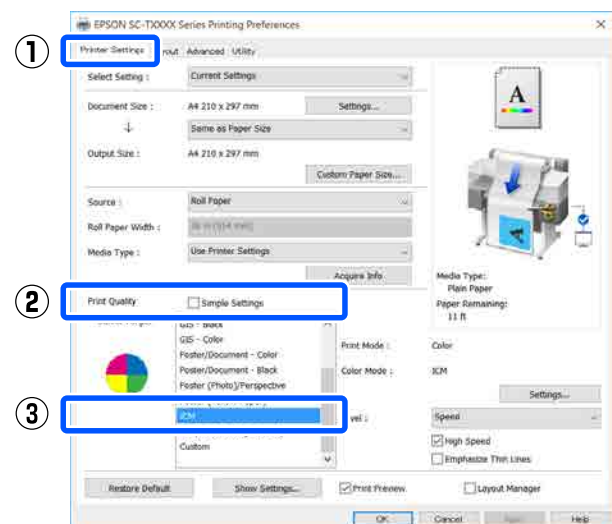 EPSON SC-TXXXX Series Printing Preferences
①
Printer Settings out Advanced Utility
Select Setting : Current Settings
Document Size : A4 210 x 297 mm Settings...
Same as Paper Size
Output Size : A4 210 x 297 mm
Custom Paper Size...
A
Source : Roll Paper
Roll Paper Width :
Media Type : Use Printer Settings
Acquire Info
Media Type:
Plain Paper
Paper Remaining:
11 ft
②
Print Quality Simple Settings
GIS - Black
GIS - Color
Poster/Document - Color
Poster/Document - Black
Poster (Photo)/Perspective
Print Mode : Color
Color Mode : ICM
Settings...
③
ICM
vel : Speed
Custom
High Speed
Emphasize Thin Lines
Restore Default Show Settings... Print Preview Layout Manager
OK Cancel Help